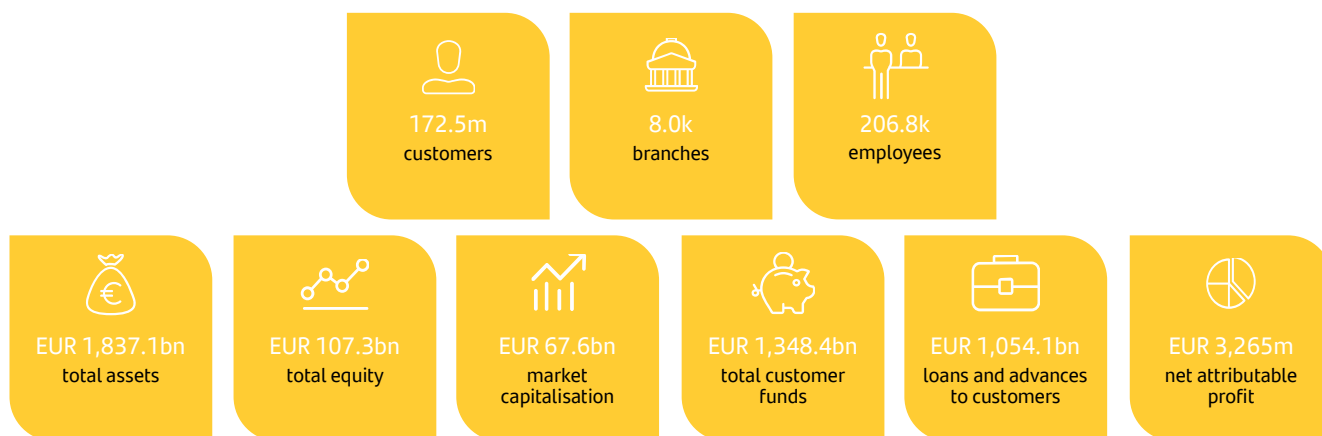 172.5m
customers
8.0k
branches
206.8k
employees
€
EUR 1,837.1bn
total assets
EUR 107.3bn
total equity
EUR 67.6bn
market
capitalisation
EUR 1,348.4bn
total customer
funds
EUR 1,054.1bn
loans and advances
to customers
EUR 3,265m
net attributable
profit